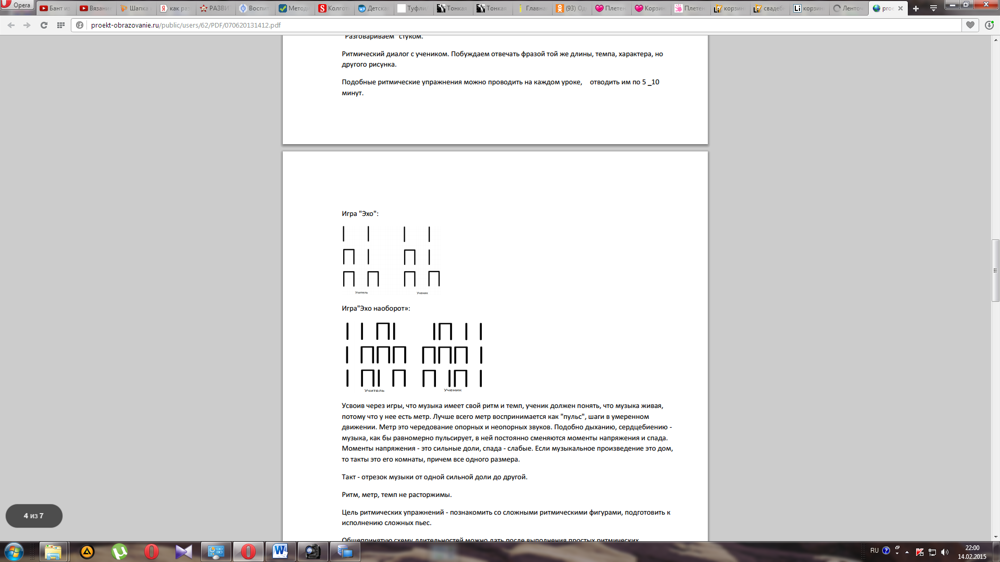 Opera
Бант из
Вязани
Шапка
как раз
РАЗВИ
Воспит
Методи
Колгот
Детска
Туфли/
Тонкая
Тонкая
Главна
(93) Од
Плетен
Корзин
Плетен
корзин
свадеб
корзин
Ленточ
proe
proekt-obrazovanie.ru/public/users/62/PDF/070620131412.pdf
"Разговариваем" стуком.
Ритмический диалог с учеником. Побуждаем отвечать фразой той же длины, темпа, характера, но
другого рисунка.
Подобные ритмические упражнения можно проводить на каждом уроке, отводить им по 5 _10
минут.
Игра "Эхо":
Учитель Ученик
Игра"Эхо наоборот»:
Учитель Ученик
Усвоив через игры, что музыка имеет свой ритм и темп, ученик должен понять, что музыка живая,
потому что у нее есть метр. Лучше всего метр воспринимается как "пульс", шаги в умеренном
движении. Метр это чередование опорных и неопорных звуков. Подобно дыханию, сердцебиению -
музыка, как бы равномерно пульсирует, в ней постоянно сменяются моменты напряжения и спада.
Моменты напряжения - это сильные доли, спада - слабые. Если музыкальное произведение это дом,
то такты это его комнаты, причем все одного размера.
Такт - отрезок музыки от одной сильной доли до другой.
Ритм, метр, темп не расторжимы.
Цель ритмических упражнений - познакомить со сложными ритмическими фигурами, подготовить к
исполнению сложных пьес.
Общепринятую схему длительностей можно дать после выполнения простых ритмических
4 из 7
RU
22:00
14.02.2015